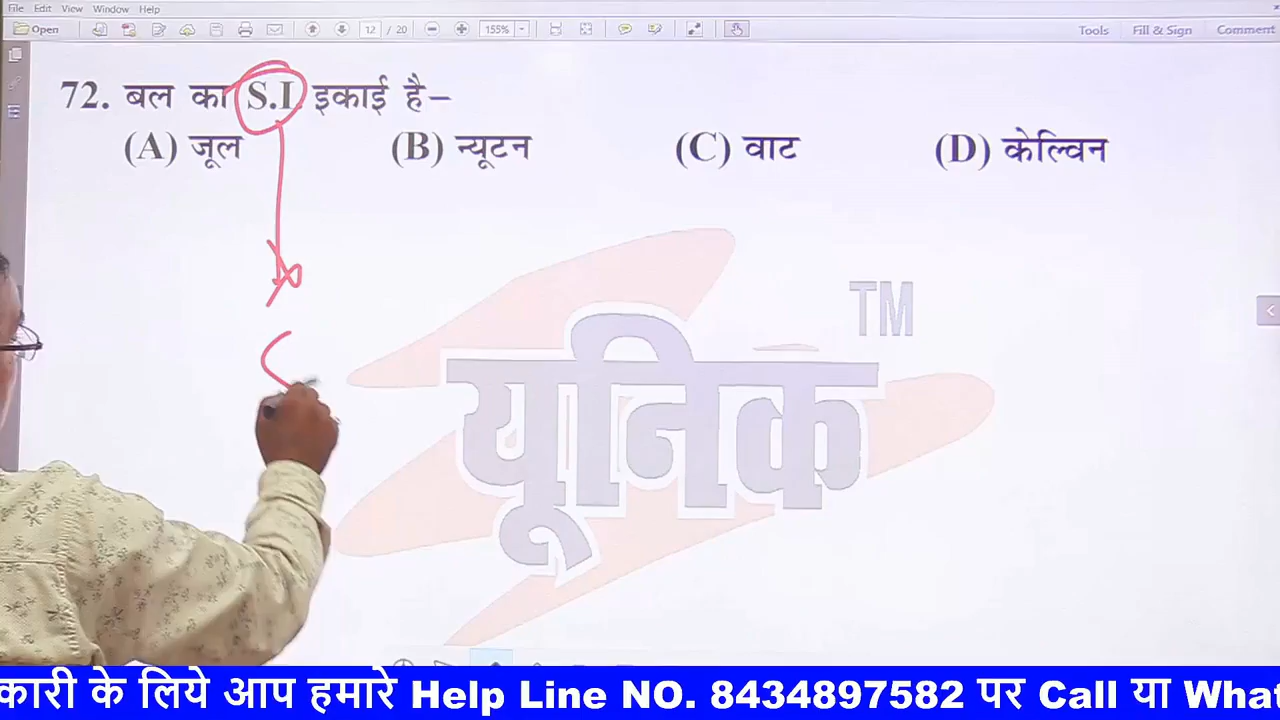 File Edit View Window Help
Open 12 / 20 155% Tools Fill & Sign Comment
72. बल का S.I. इकाई है–
(A) जूल (B) न्यूटन (C) वाट (D) केल्विन
TM
यूनिक
कारी के लिये आप हमारे Help Line NO. 8434897582 पर Call या What